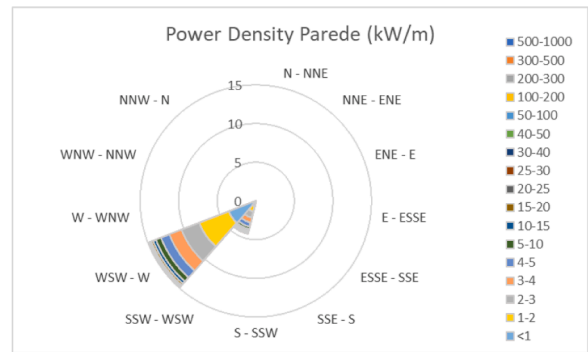 Power Density Parede (kW/m)
N - NNE
NNE - ENE
ENE - E
E - ESSE
ESSE - SSE
SSE - S
S - SSW
SSW - WSW
WSW - W
W - WNW
WNW - NNW
NNW - N
15
10
5
0
500-1000
300-500
200-300
100-200
50-100
40-50
30-40
25-30
20-25
15-20
10-15
5-10
4-5
3-4
2-3
1-2
<1